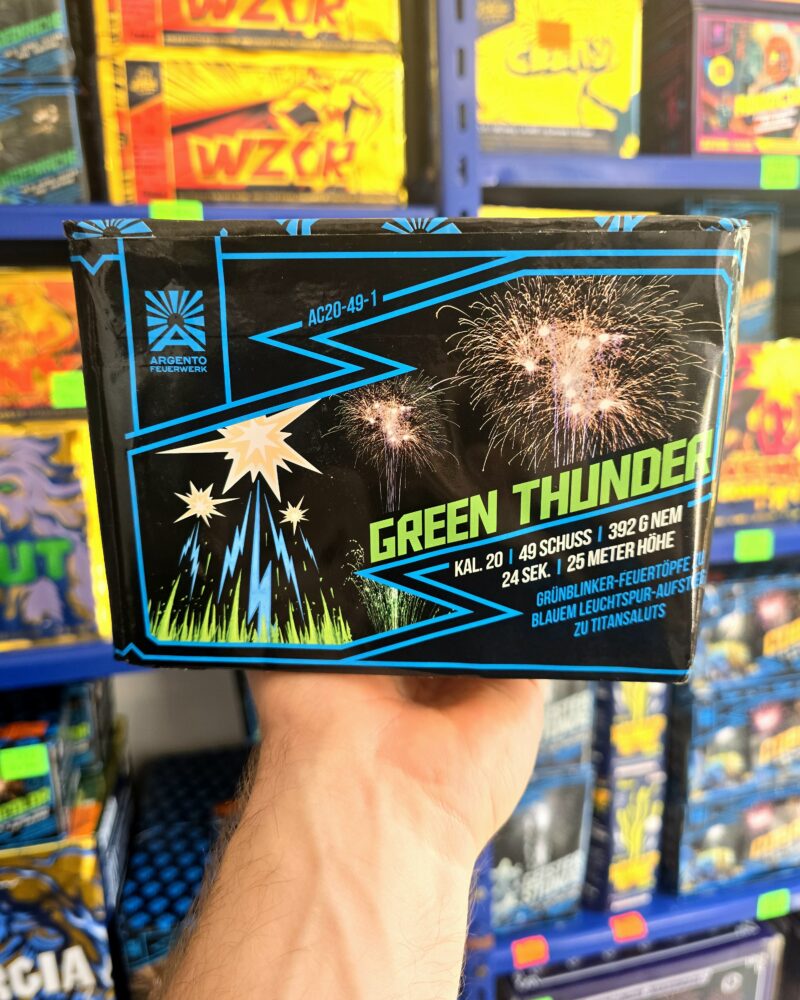 WZOR
WZOR
AC20-49-1
ARGENTO
FEUERWERK
GREEN THUNDER
KAL. 20 | 49 SCHUSS | 392 G NEM
24 SEK. | 25 METER HÖHE
GRÜNBLINKER-FEUERTÖPFE
BLAUEM LEUCHTSPUR-AUFSTIEG
ZU TITANSALUTS